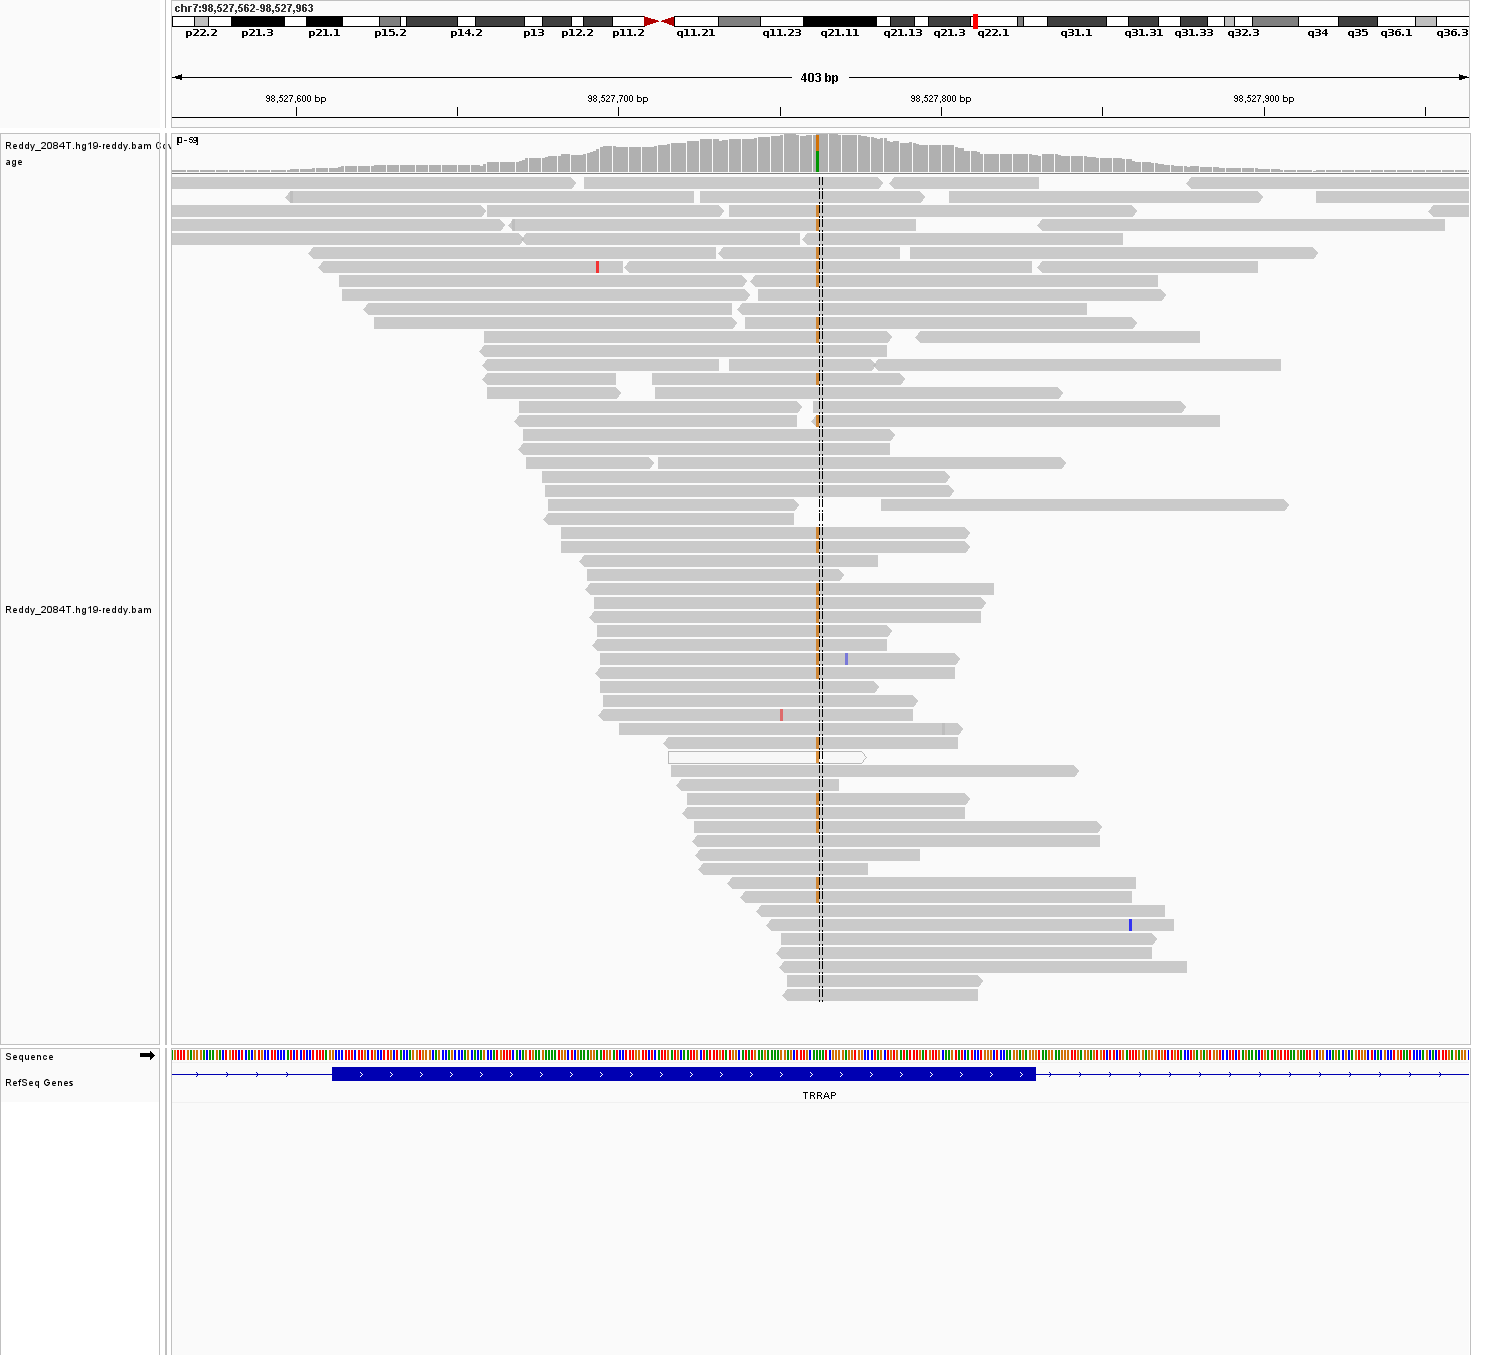 chr7:98,527,562-98,527,963
p22.2 p21.3 p21.1 p15.2 p14.2 p13 p12.2 p11.2 q11.21 q11.23 q21.11 q21.13 q21.3 q22.1 q31.1 q31.31 q31.33 q32.3 q34 q35 q36.1 q36.3
403 bp
98,527,600 bp 98,527,700 bp 98,527,800 bp 98,527,900 bp
Reddy_2084T.hg19-reddy.bam Cov
age
[0-59]
Reddy_2084T.hg19-reddy.bam
Sequence
RefSeq Genes
TRRAP